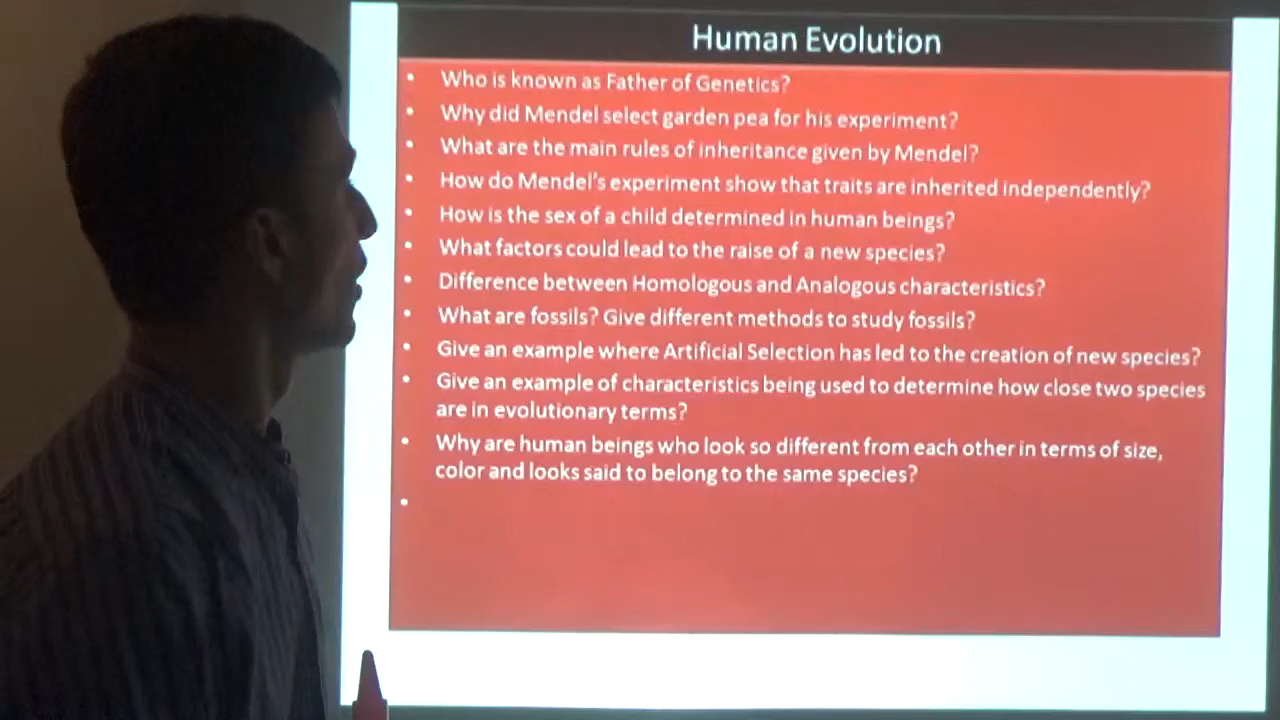 Human Evolution
• Who is known as Father of Genetics?
• Why did Mendel select garden pea for his experiment?
• What are the main rules of inheritance given by Mendel?
• How do Mendel's experiment show that traits are inherited independently?
• How is the sex of a child determined in human beings?
• What factors could lead to the raise of a new species?
• Difference between Homologous and Analogous characteristics?
• What are fossils? Give different methods to study fossils?
• Give an example where Artificial Selection has led to the creation of new species?
• Give an example of characteristics being used to determine how close two species
are in evolutionary terms?
• Why are human beings who look so different from each other in terms of size,
color and looks said to belong to the same species?
•